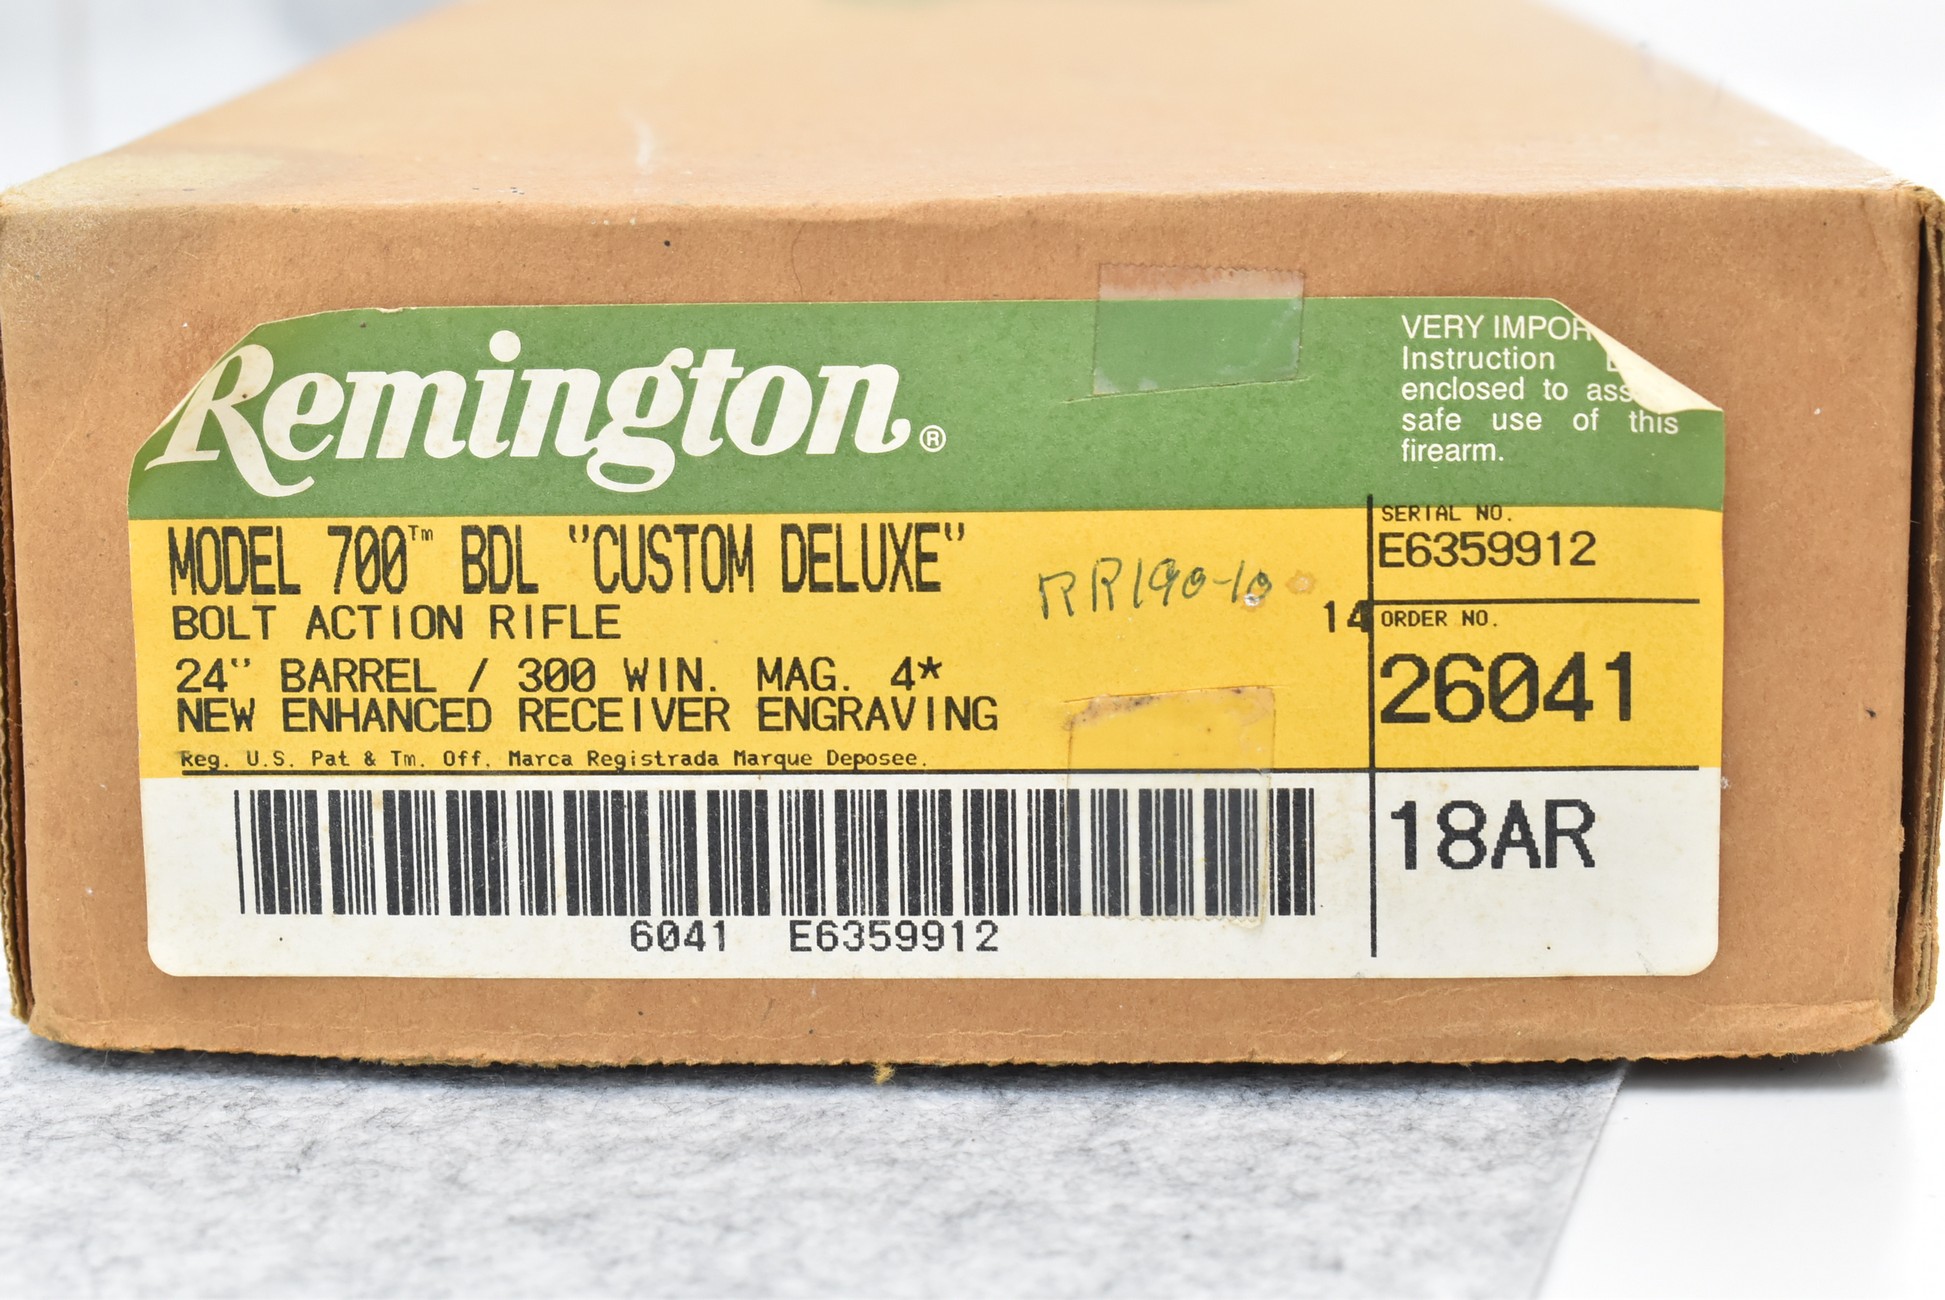 Remington®
VERY
Instruction
enclosed to
safe use of this
firearm.
MODEL 700™ BDL "CUSTOM DELUXE"
BOLT ACTION RIFLE
24" BARREL / 300 WIN. MAG. 4*
NEW ENHANCED RECEIVER ENGRAVING
Reg. U.S. Pat & Tm. Off. Marca Registrada Marque Deposee.
RR190-10
14
SERIAL NO.
E6359912
ORDER NO.
26041
18AR
6041 E6359912